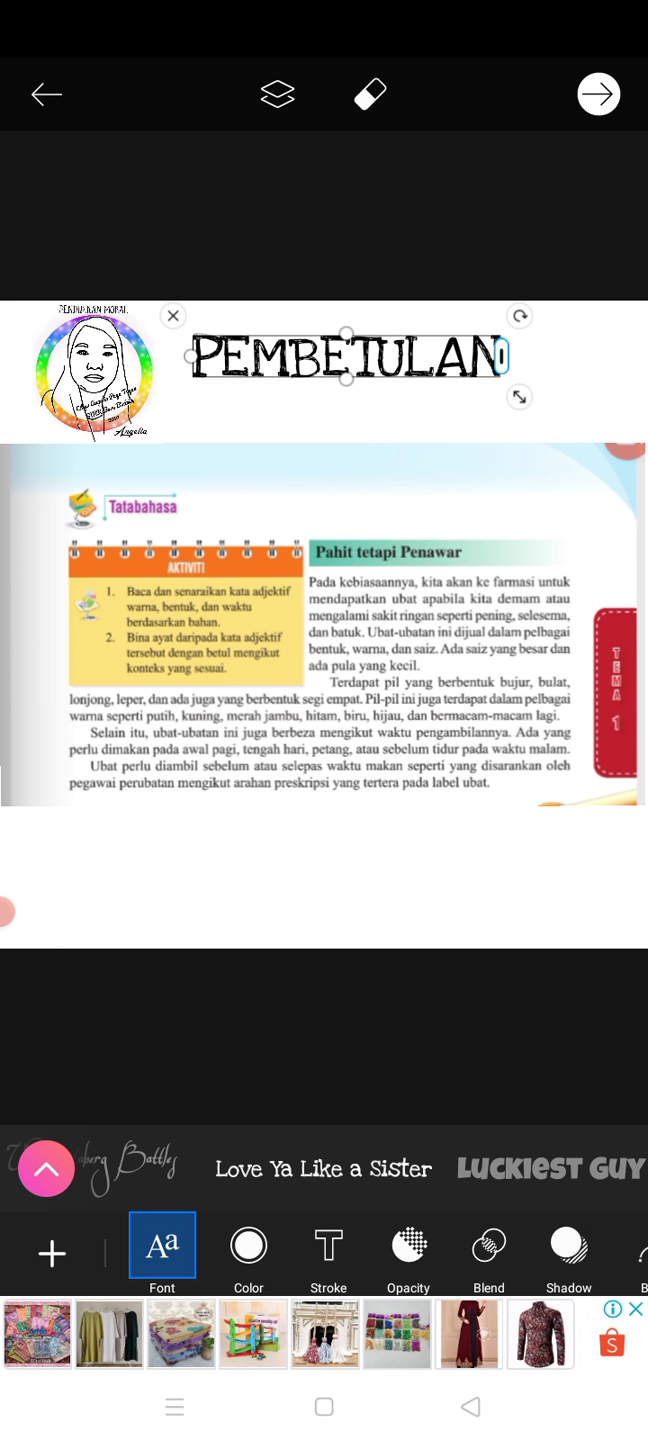 PENDIDIKAN MORAL
PEMBETULAN
Angelia
Tatabahasa
AKTIVITI
1. Baca dan senaraikan kata adjektif
warna, bentuk, dan waktu
berdasarkan bahan.
2. Bina ayat daripada kata adjektif
tersebut dengan betul mengikut
konteks yang sesuai.
Pahit tetapi Penawar
Pada kebiasaannya, kita akan ke farmasi untuk
mendapatkan ubat apabila kita demam atau
mengalami sakit ringan seperti pening, selesema,
dan batuk. Ubat-ubatan ini dijual dalam pelbagai
bentuk, warna, dan saiz. Ada saiz yang besar dan
ada pula yang kecil.
Terdapat pil yang berbentuk bujur, bulat,
lonjong, leper, dan ada juga yang berbentuk segi empat. Pil-pil ini juga terdapat dalam pelbagai
warna seperti putih, kuning, merah jambu, hitam, biru, hijau, dan bermacam-macam lagi.
Selain itu, ubat-ubatan ini juga berbeza mengikut waktu pengambilannya. Ada yang
perlu dimakan pada awal pagi, tengah hari, petang, atau sebelum tidur pada waktu malam.
Ubat perlu diambil sebelum atau selepas waktu makan seperti yang disarankan oleh
pegawai perubatan mengikut arahan preskripsi yang tertera pada label ubat.
TEMA 1
Battles
Love Ya Like a Sister
LUCKIEST GUY
Aa
T
Font
Color
Stroke
Opacity
Blend
Shadow
B